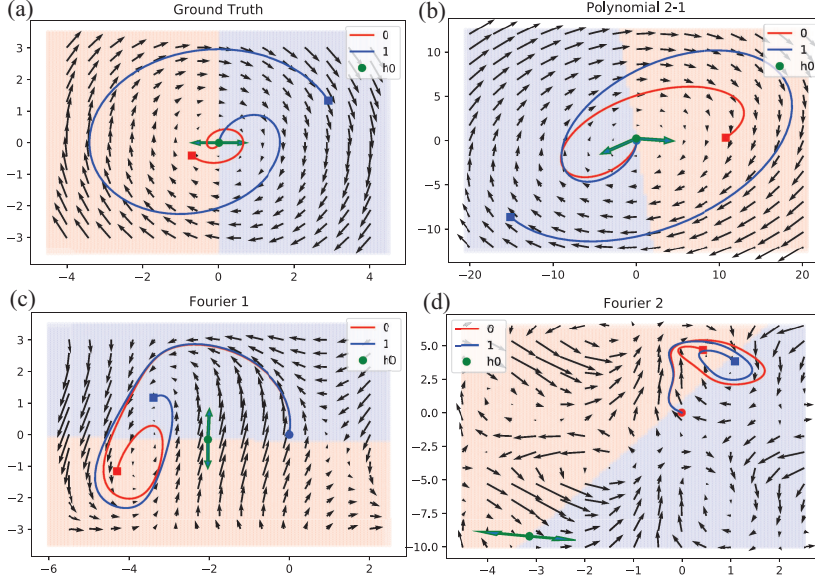 (a)
Ground Truth
0
1
h0
3
2
1
0
−1
−2
−3
−4 −2 0 2 4
(b)
Polynomial 2-1
0
1
h0
10
5
0
−5
−10
−20 −10 0 10 20
(c)
Fourier 1
0
1
h0
3
2
1
0
−1
−2
−3
−6 −5 −4 −3 −2 −1 0 1 2
(d)
Fourier 2
0
1
h0
5.0
2.5
0.0
−2.5
−5.0
−7.5
−10.0
−4 −3 −2 −1 0 1 2